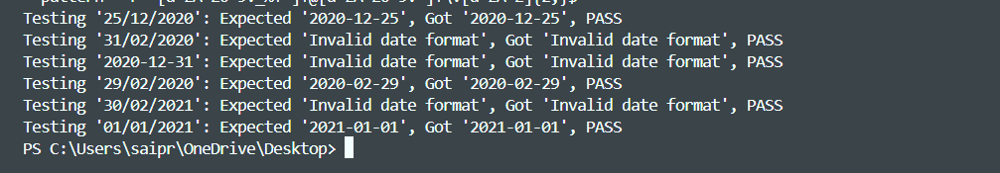 Testing '25/12/2020': Expected '2020-12-25', Got '2020-12-25', PASS
Testing '31/02/2020': Expected 'Invalid date format', Got 'Invalid date format', PASS
Testing '2020-12-31': Expected 'Invalid date format', Got 'Invalid date format', PASS
Testing '29/02/2020': Expected '2020-02-29', Got '2020-02-29', PASS
Testing '30/02/2021': Expected 'Invalid date format', Got 'Invalid date format', PASS
Testing '01/01/2021': Expected '2021-01-01', Got '2021-01-01', PASS
PS C:\Users\saipr\OneDrive\Desktop>